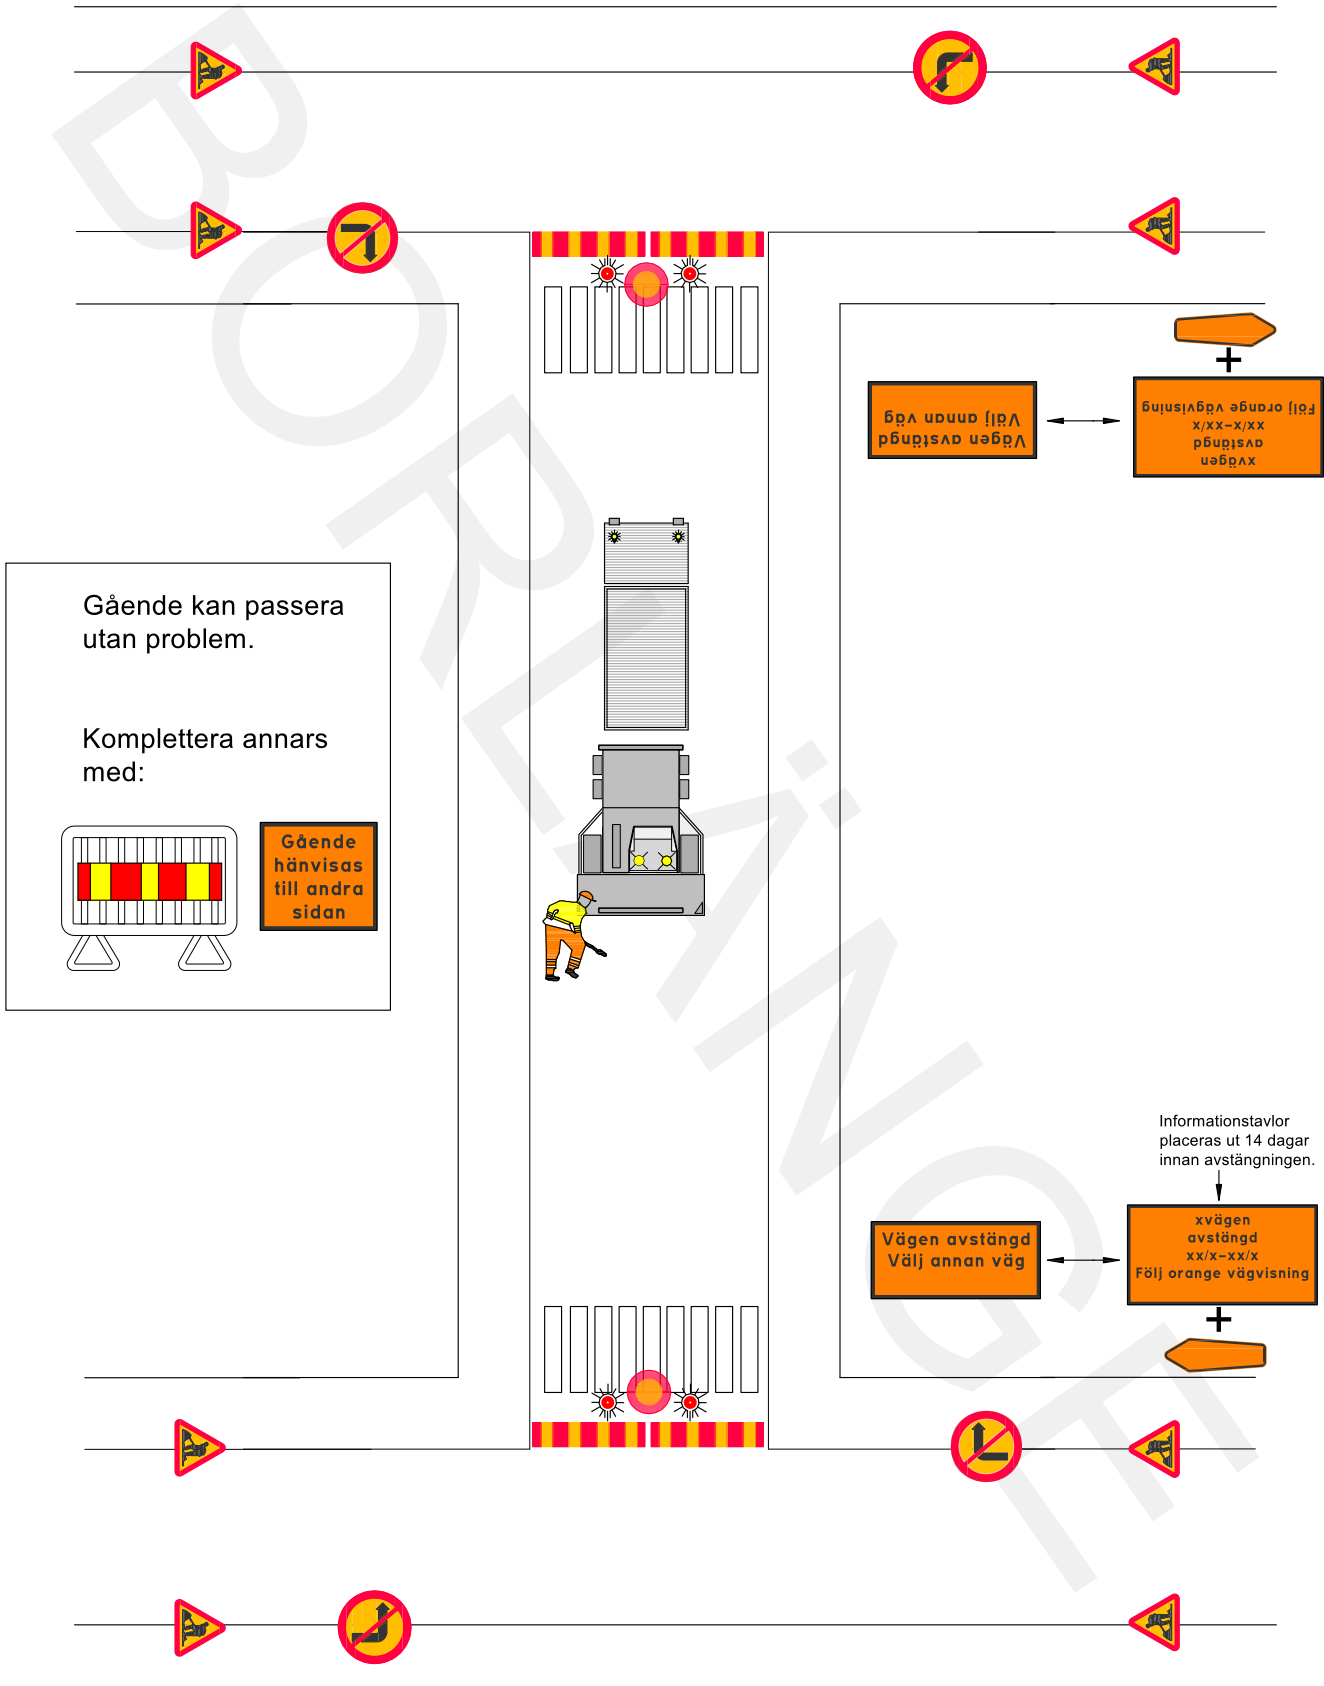 Vägen avstängd
Välj annan väg
xvägen
avstängd
xx/x-xx/x
Följ orange vägvisning
Gående kan passera
utan problem.
Komplettera annars
med:
Gående
hänvisas
till andra
sidan
Informationstavlor
placeras ut 14 dagar
innan avstängningen.
Vägen avstängd
Välj annan väg
xvägen
avstängd
xx/x-xx/x
Följ orange vägvisning
BORLÄNGE